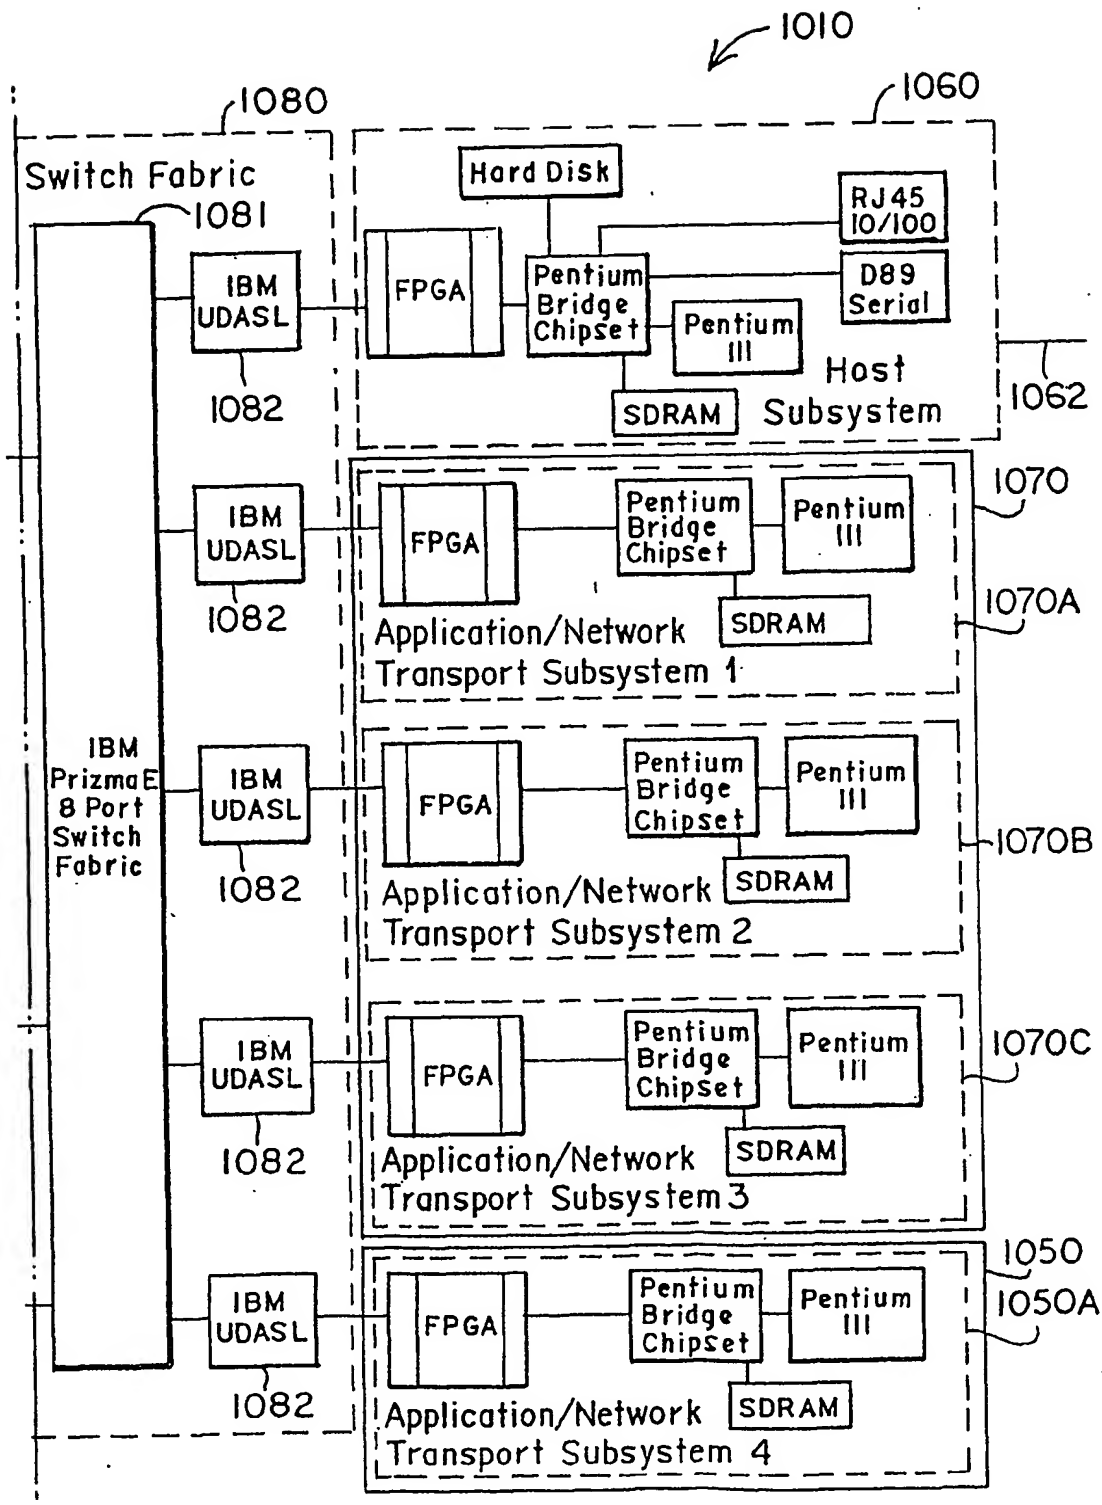 1010
1080
1060
Switch Fabric
1081
Hard Disk
RJ45
10/100
IBM
UDASL
FPGA
Pentium
Bridge
Chipset
D89
Serial
Pentium
III
1082
SDRAM
Host
Subsystem
1062
IBM
UDASL
1082
FPGA
Pentium
Bridge
Chipset
Pentium
III
SDRAM
1070
1070A
Application/Network
Transport Subsystem 1
IBM
PrizmaE
8 Port
Switch
Fabric
IBM
UDASL
1082
FPGA
Pentium
Bridge
Chipset
Pentium
III
SDRAM
1070B
Application/Network
Transport Subsystem 2
IBM
UDASL
1082
FPGA
Pentium
Bridge
Chipset
Pentium
III
SDRAM
1070C
Application/Network
Transport Subsystem 3
IBM
UDASL
1082
FPGA
Pentium
Bridge
Chipset
Pentium
III
SDRAM
1050
1050A
Application/Network
Transport Subsystem 4